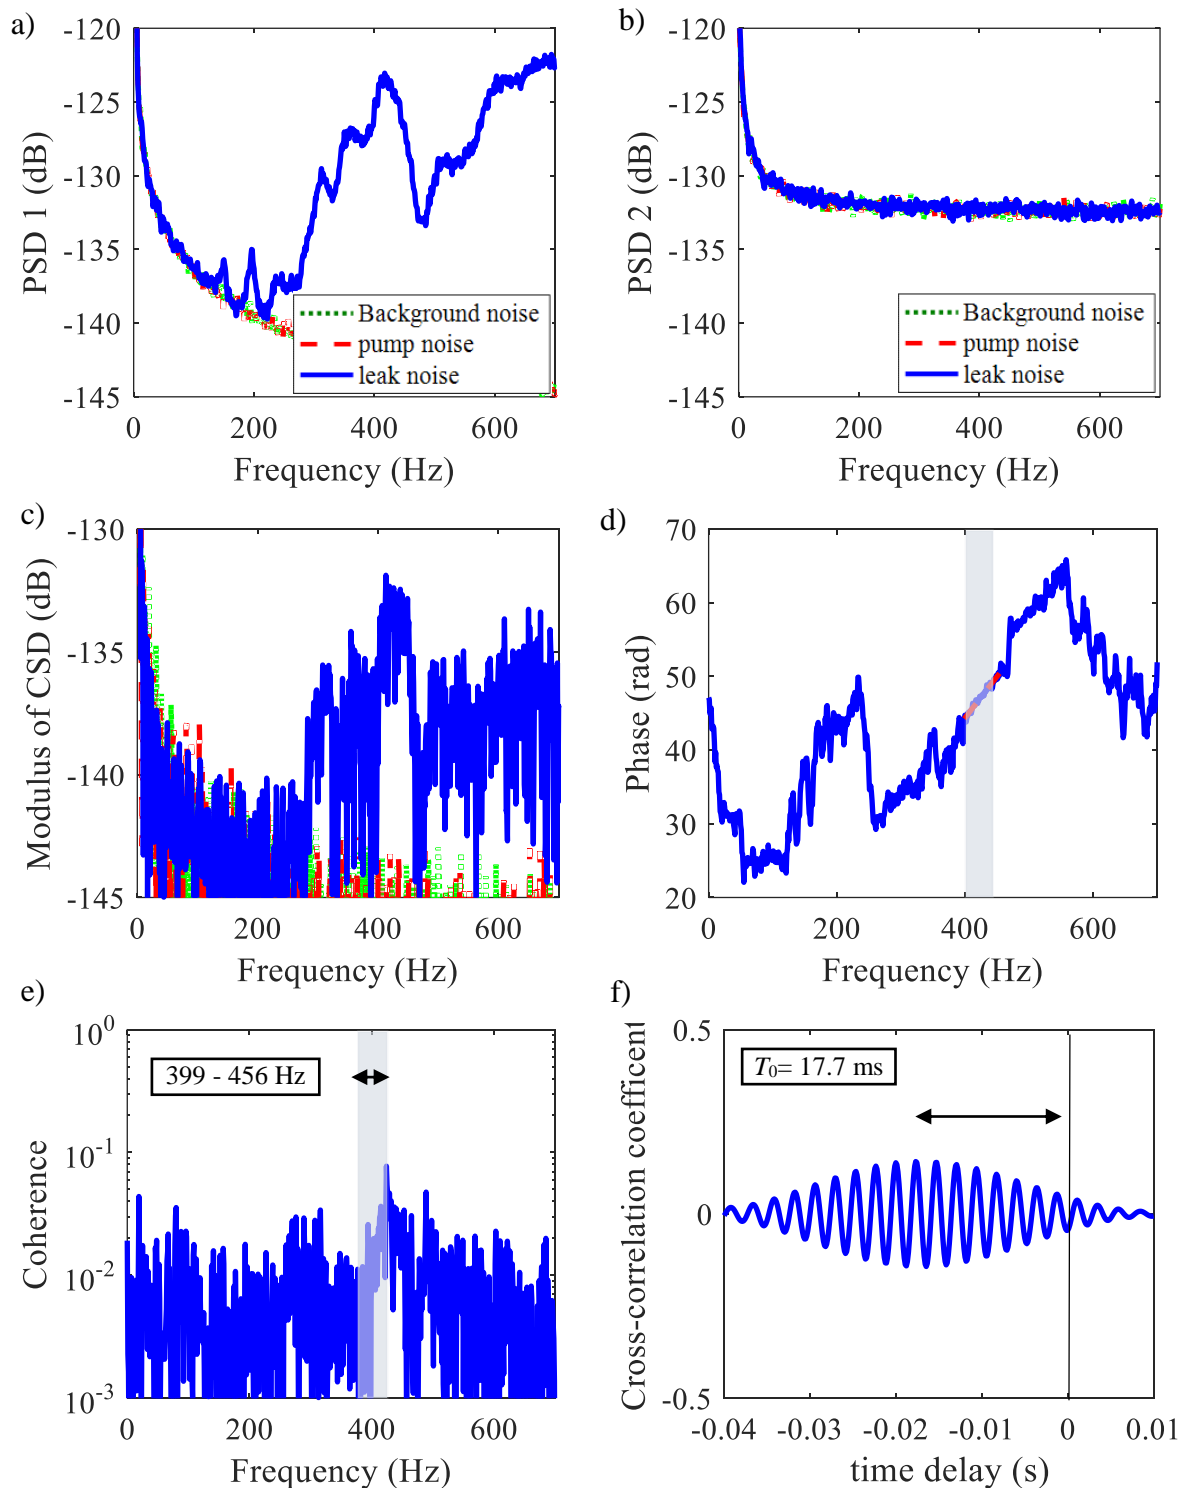 a)
-120
-125
-130
-135
-140
-145
PSD 1 (dB)
Background noise
pump noise
leak noise
0 200 400 600
Frequency (Hz)
b)
-120
-125
-130
-135
-140
-145
PSD 2 (dB)
Background noise
pump noise
leak noise
0 200 400 600
Frequency (Hz)
c)
-130
-135
-140
-145
Modulus of CSD (dB)
0 200 400 600
Frequency (Hz)
d)
70
60
50
40
30
20
Phase (rad)
0 200 400 600
Frequency (Hz)
e)
10^0
10^-1
10^-2
10^-3
Coherence
399 - 456 Hz
0 200 400 600
Frequency (Hz)
f)
0.5
0
-0.5
Cross-correlation coefficent
T0= 17.7 ms
-0.04 -0.03 -0.02 -0.01 0 0.01
time delay (s)